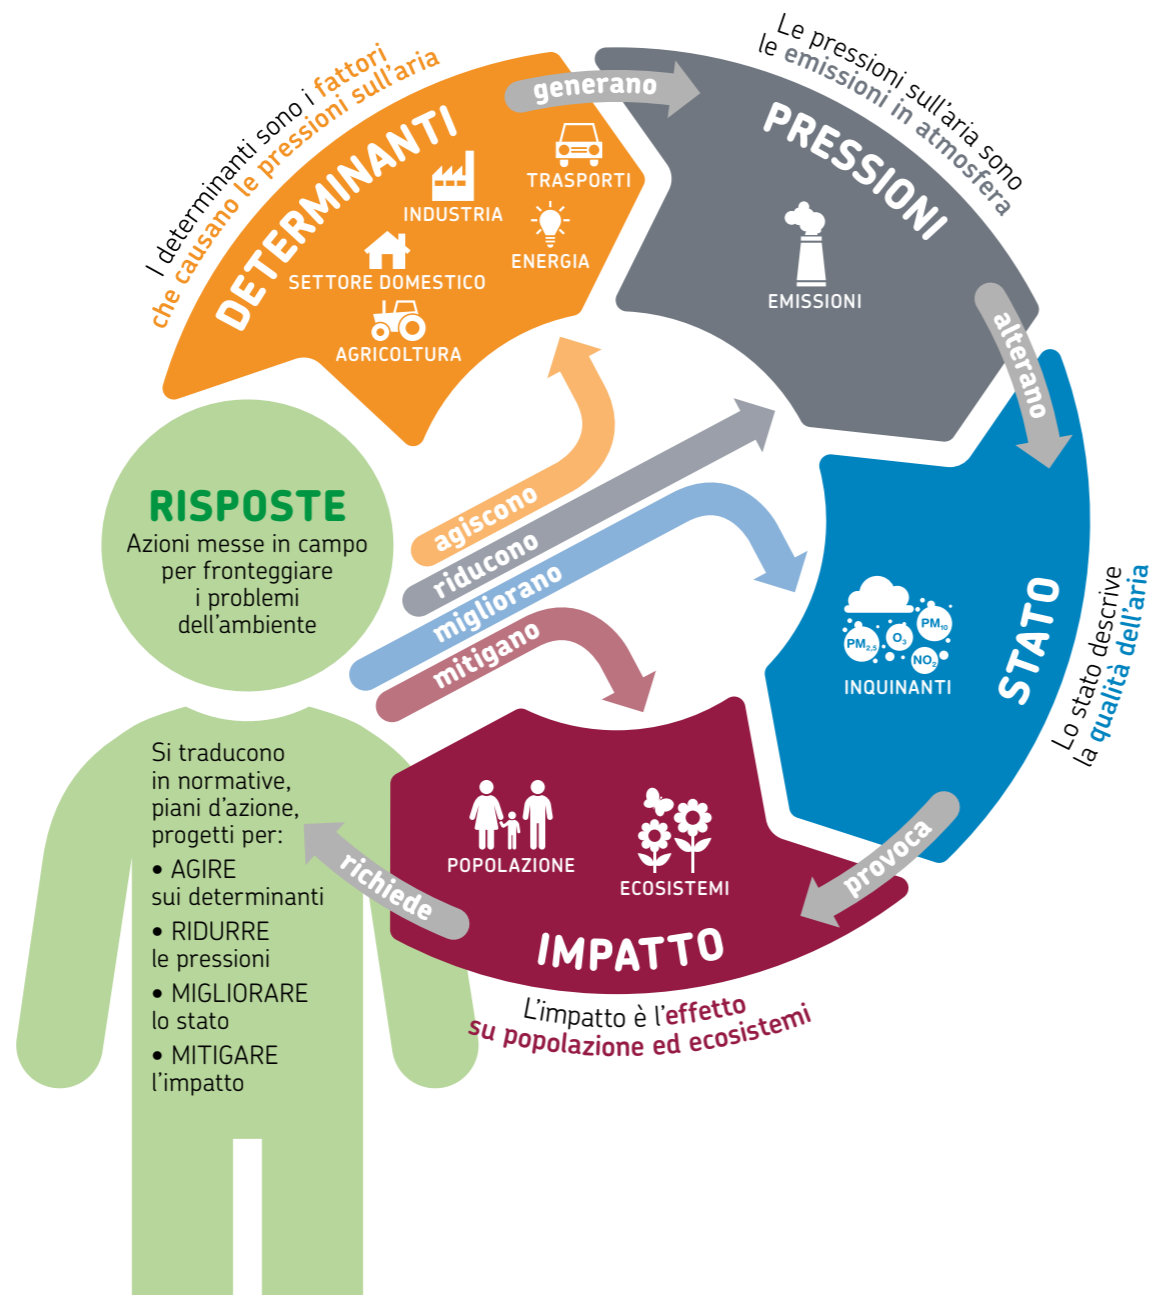 I determinanti sono i fattori
che causano le pressioni sull'aria
DETERMINANTI
TRASPORTI
INDUSTRIA
ENERGIA
SETTORE DOMESTICO
AGRICOLTURA
generano
Le pressioni sull'aria sono
le emissioni in atmosfera
PRESSIONI
EMISSIONI
alterano
STATO
PM₁₀
O₃
PM₂,₅
NO₂
INQUINANTI
Lo stato descrive
la qualità dell'aria
provoca
IMPATTO
POPOLAZIONE
ECOSISTEMI
L'impatto è l'effetto
su popolazione ed ecosistemi
richiede
RISPOSTE
Azioni messe in campo
per fronteggiare
i problemi
dell'ambiente
agiscono
riducono
migliorano
mitigano
Si traducono
in normative,
piani d'azione,
progetti per:
• AGIRE
sui determinanti
• RIDURRE
le pressioni
• MIGLIORARE
lo stato
• MITIGARE
l'impatto